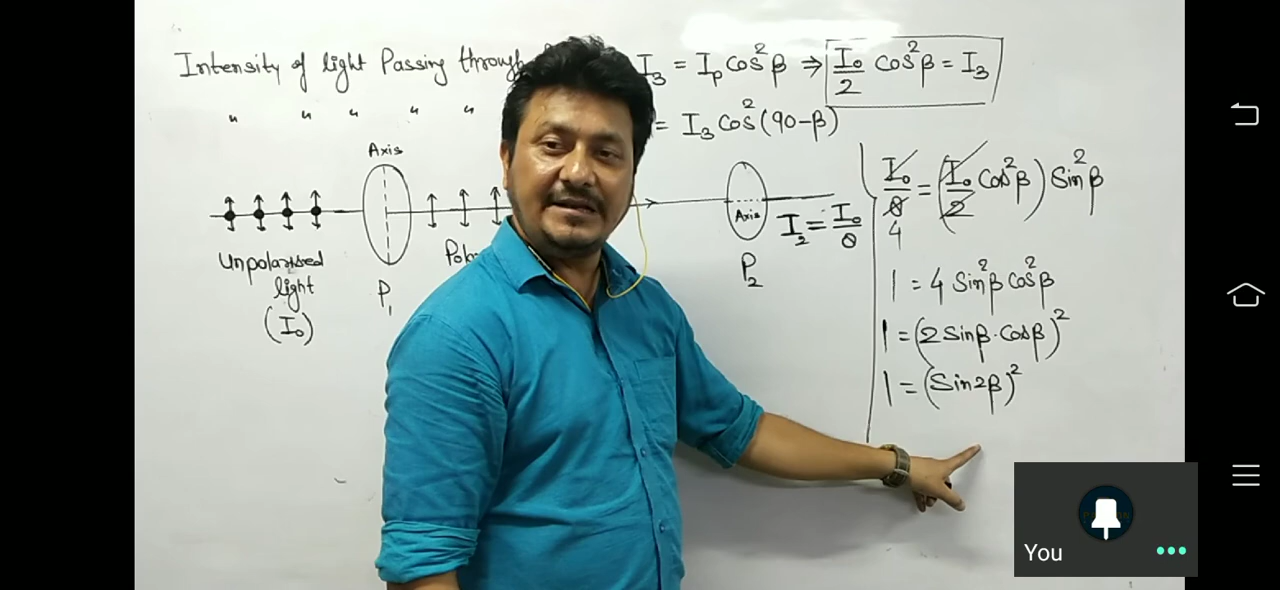 Intensity of light Passing through
I₃ = Iₚ Cos²β ⇒ I₀/2 Cos²β = I₃
" " " "
= I₃ Cos²(90-β)
Axis
I₀/8 = (I₀/2 Cos²β) Sin²β
4
Axis
I₂ = I₀/8
Unpolarised
light
(I₀)
P₁
P₂
1 = 4 Sin²β Cos²β
1 = (2 Sinβ·Cosβ)²
1 = (Sin2β)²
You